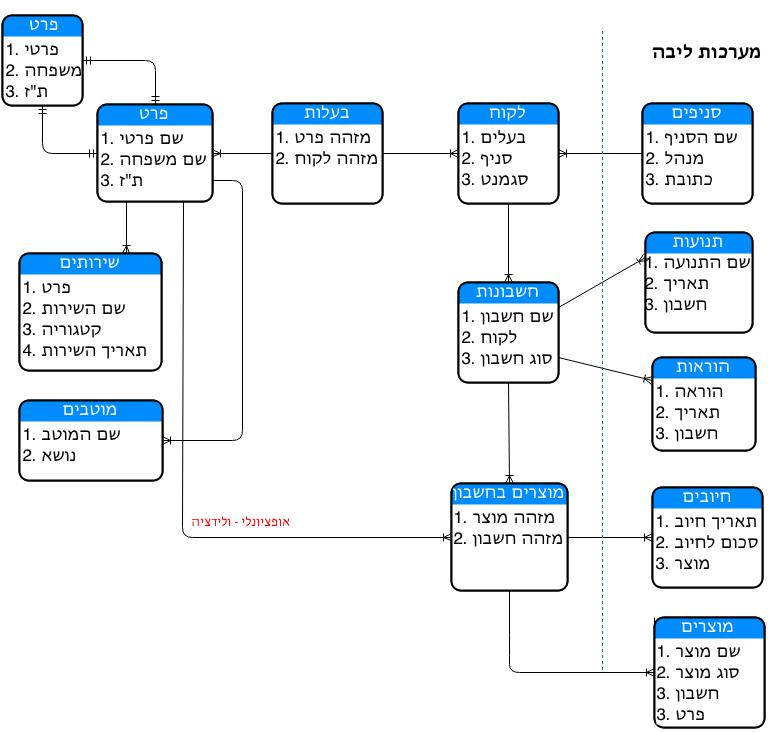 מערכות ליבה
פרט
1. פרטי
2. משפחה
3. ת"ז
פרט
1. שם פרטי
2. שם משפחה
3. ת"ז
בעלות
1. מזהה פרט
2. מזהה לקוח
לקוח
1. בעלים
2. סניף
3. סגמנט
סניפים
1. שם הסניף
2. מנהל
3. כתובת
תנועות
1. שם התנועה
2. תאריך
3. חשבון
שירותים
1. פרט
2. שם השירות
3. קטגוריה
4. תאריך השירות
חשבונות
1. שם חשבון
2. לקוח
3. סוג חשבון
הוראות
1. הוראה
2. תאריך
3. חשבון
מוטבים
1. שם המוטב
2. נושא
מוצרים בחשבון
1. מזהה מוצר
2. מזהה חשבון
אופציונלי - ולידציה
חיובים
1. תאריך חיוב
2. סכום לחיוב
3. מוצר
מוצרים
1. שם מוצר
2. סוג מוצר
3. חשבון
3. פרט